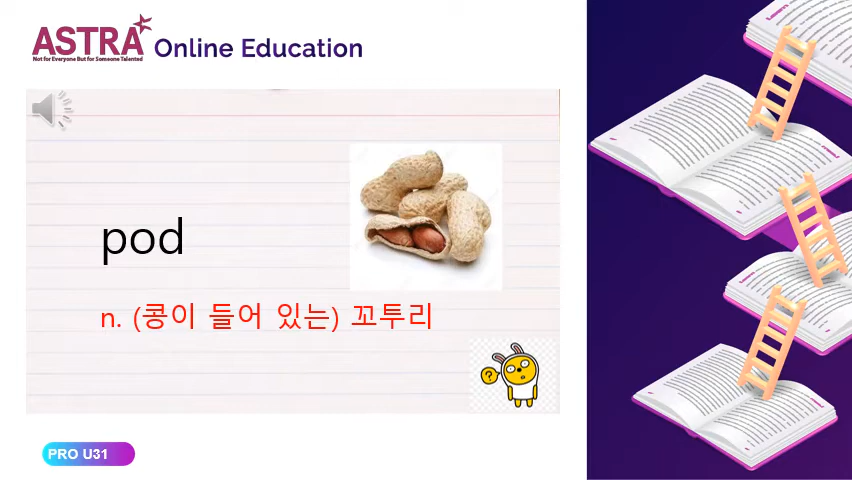 ASTRA
Not for Everyone But for Someone Talented
Online Education
pod
n. (콩이 들어 있는) 꼬투리
?
PRO U31